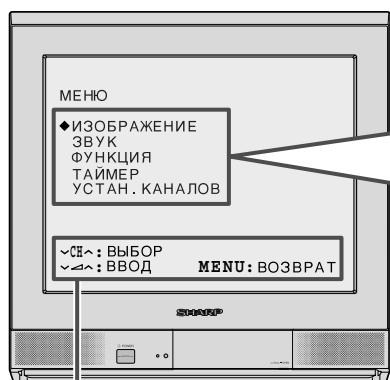 МЕНЮ
◆ИЗОБРАЖЕНИЕ
ЗВУК
ФУНКЦИЯ
ТАЙМЕР
УСТАН. КАНАЛОВ
﹀CH︿: ВЫБОР
﹀⊿︿: ВВОД MENU: ВОЗВРАТ
SHARP
POWER